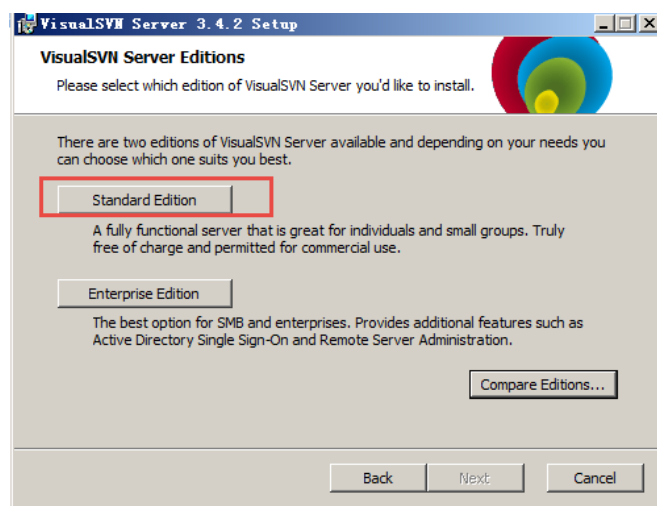 VisualSVN Server 3.4.2 Setup
VisualSVN Server Editions
Please select which edition of VisualSVN Server you'd like to install.
There are two editions of VisualSVN Server available and depending on your needs you
can choose which one suits you best.
Standard Edition
A fully functional server that is great for individuals and small groups. Truly
free of charge and permitted for commercial use.
Enterprise Edition
The best option for SMB and enterprises. Provides additional features such as
Active Directory Single Sign-On and Remote Server Administration.
Compare Editions...
Back Next Cancel